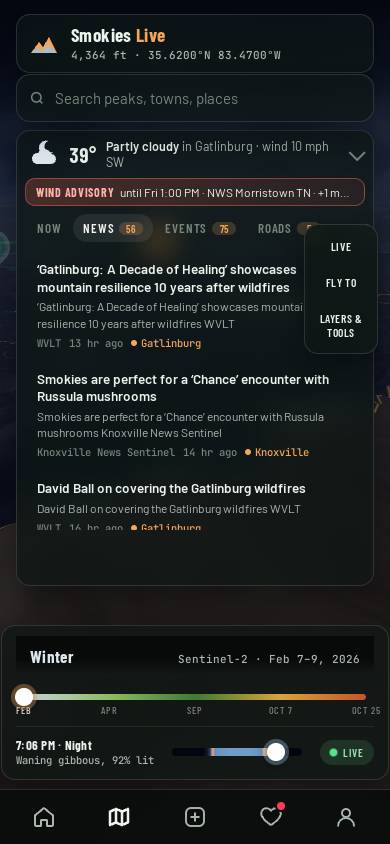 Smokies Live
4,364 ft · 35.6200°N 83.4700°W
Search peaks, towns, places
39° Partly cloudy in Gatlinburg · wind 10 mph
SW
WIND ADVISORY until Fri 1:00 PM · NWS Morristown TN · +1 m...
NOW NEWS 56 EVENTS 75 ROADS
LIVE
FLY TO
LAYERS &
TOOLS
‘Gatlinburg: A Decade of Healing’ showcases
mountain resilience 10 years after wildfires
‘Gatlinburg: A Decade of Healing’ showcases
resilience 10 years after wildfires WVLT
WVLT 13 hr ago Gatlinburg
Smokies are perfect for a ‘Chance’ encounter with
Russula mushrooms
Smokies are perfect for a ‘Chance’ encounter with Russula
mushrooms Knoxville News Sentinel
Knoxville News Sentinel 14 hr ago Knoxville
David Ball on covering the Gatlinburg wildfires
David Ball on covering the Gatlinburg wildfires WVLT
WVLT 16 hr ago Gatlinburg
Winter Sentinel-2 · Feb 7–9, 2026
FEB APR SEP OCT 7 OCT 25
7:06 PM · Night
Waning gibbous, 92% lit
LIVE